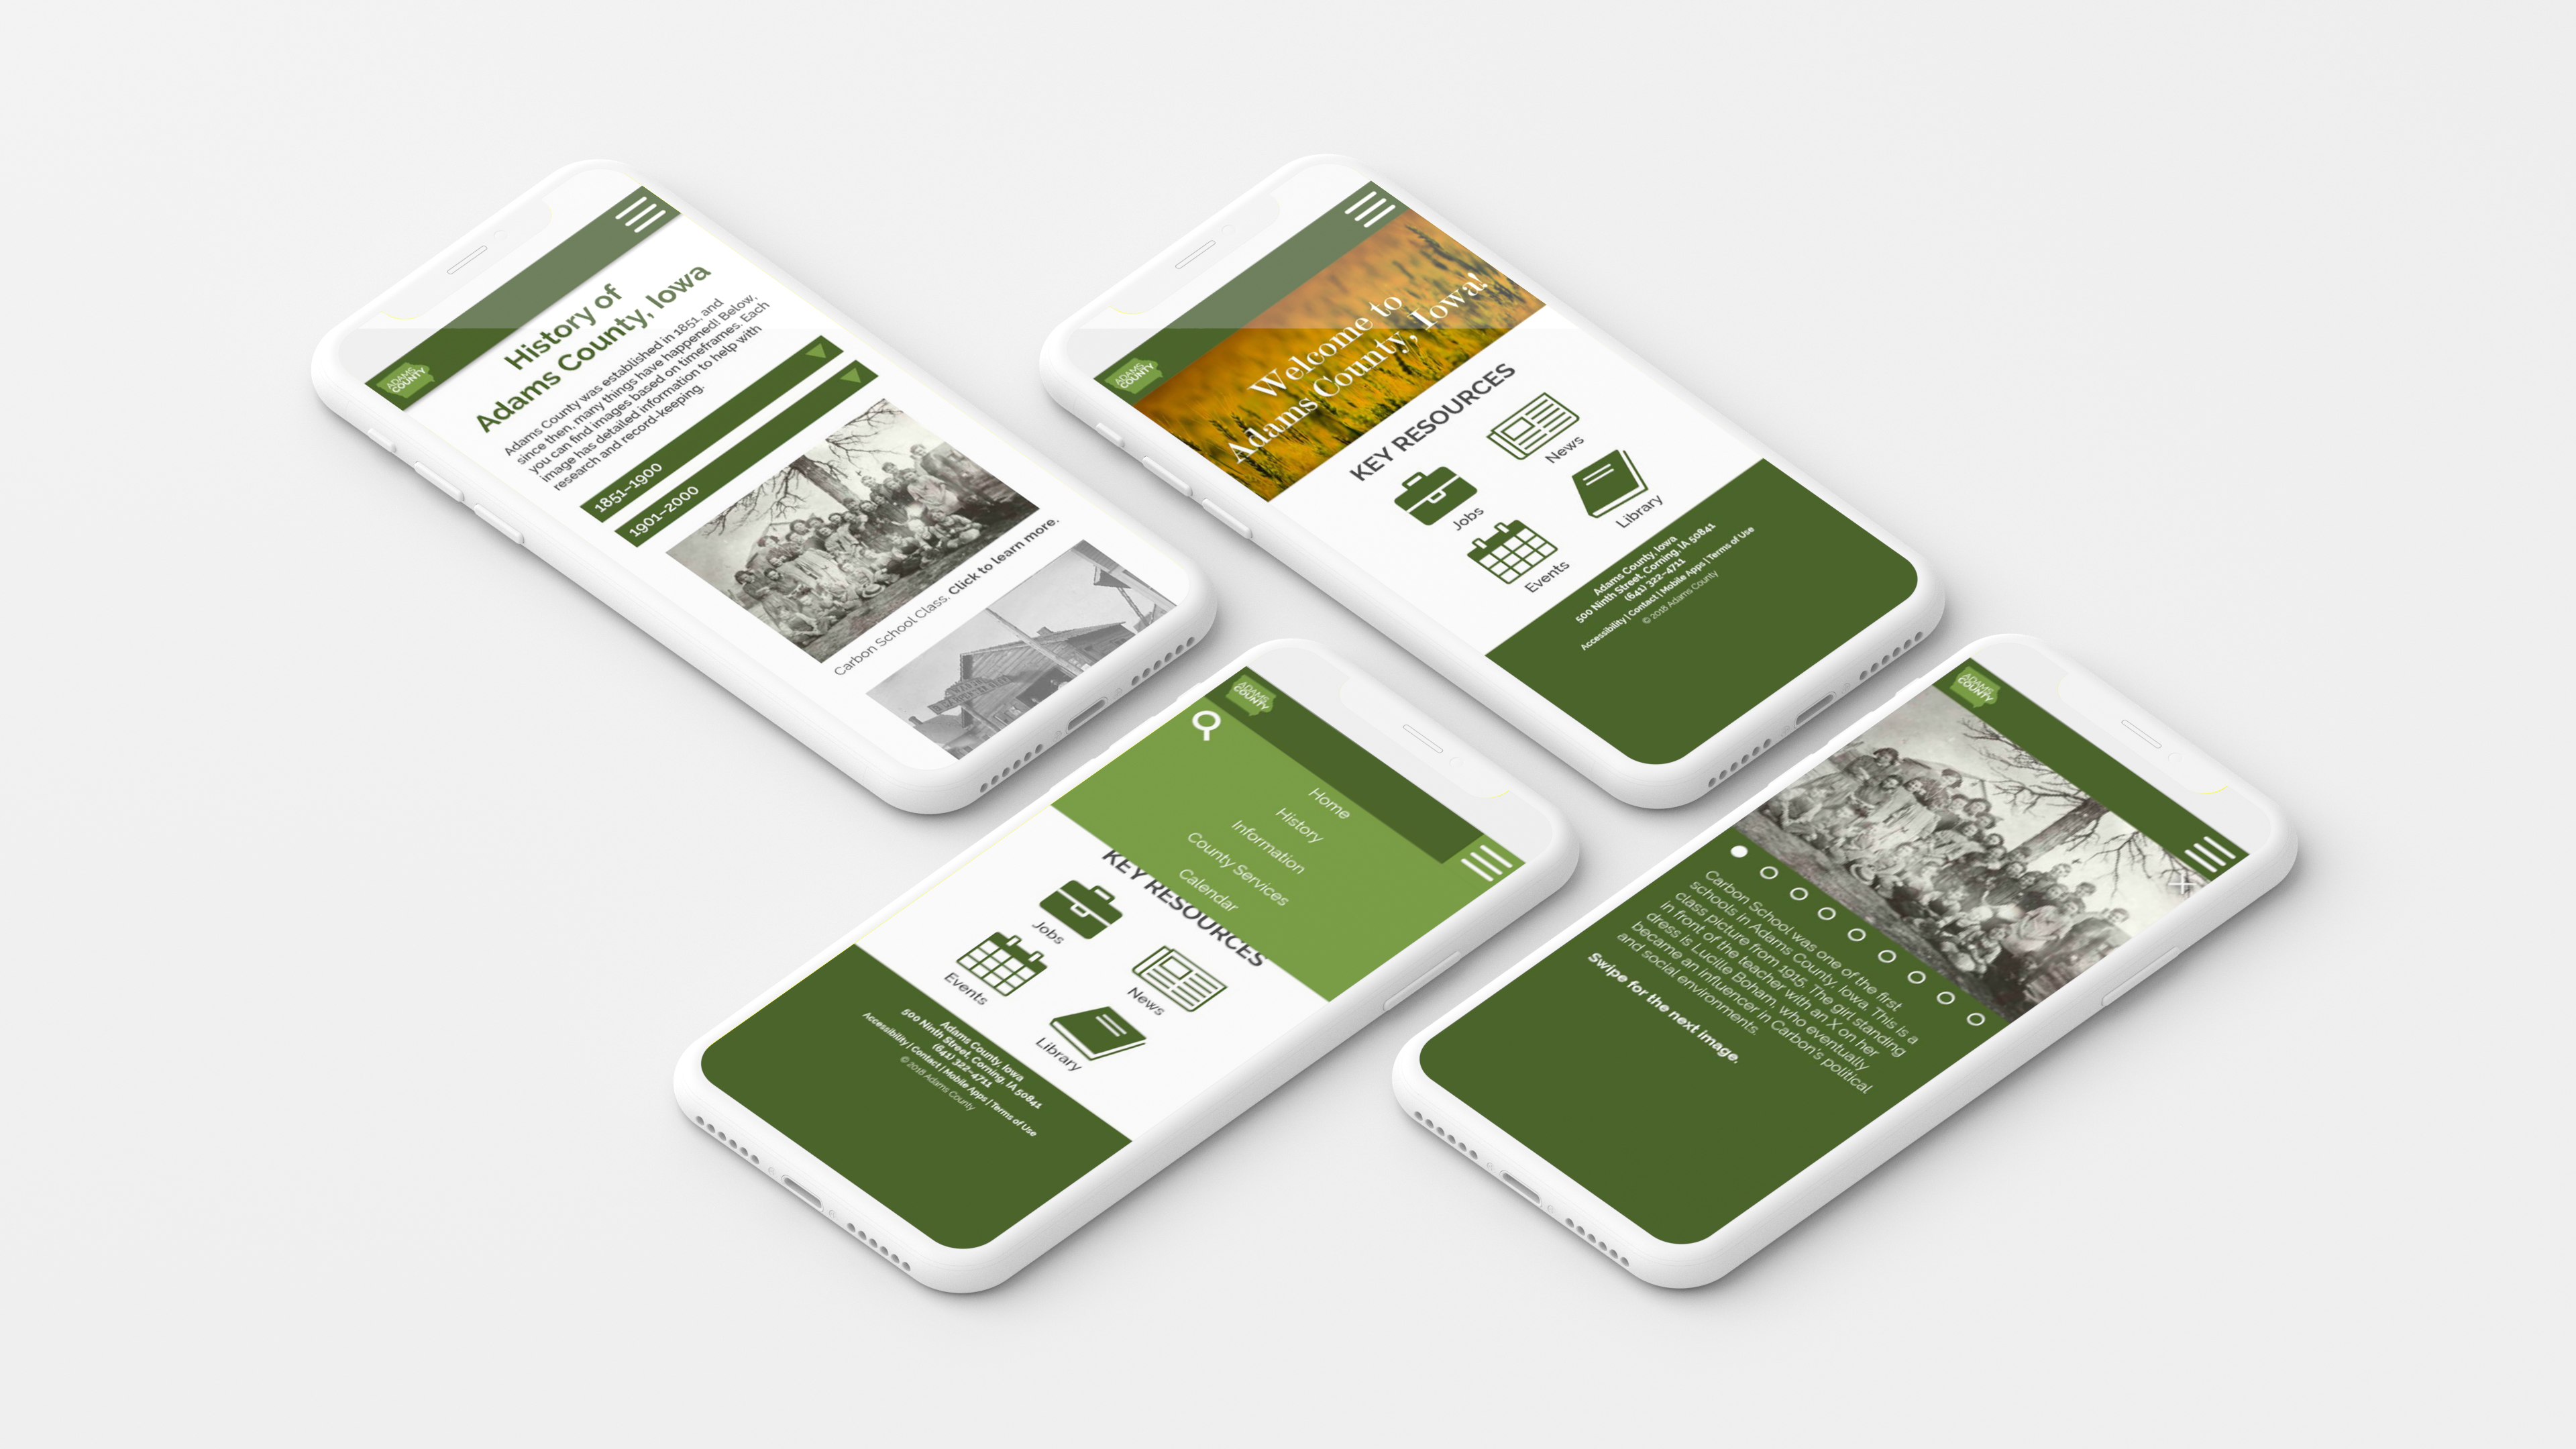 ADAMS
COUNTY
History of
Adams County, Iowa
Adams County was established in 1851, and
since then, many things have happened! Below,
you can find images based on timeframes. Each
image has detailed information to help with
research and record-keeping.
1851–1900
1901–2000
Carbon School Class. Click to learn more.
ADAMS
COUNTY
Welcome to
Adams County, Iowa!
KEY RESOURCES
Jobs
News
Events
Library
Adams County, Iowa
500 Ninth Street, Corning, IA 50841
(641) 322–4711
Accessibility | Contact | Mobile Apps | Terms of Use
© 2018 Adams County
ADAMS
COUNTY
Home
History
Information
County Services
Calendar
KEY RESOURCES
Jobs
News
Events
Library
Adams County, Iowa
500 Ninth Street, Corning, IA 50841
(641) 322–4711
Accessibility | Contact | Mobile Apps | Terms of Use
© 2018 Adams County
ADAMS
COUNTY
Carbon School was one of the first
schools in Adams County, Iowa. This is a
class picture from 1915. The girl standing
in front of the teacher with an X on her
dress is Lucille Boham, who eventually
became an influencer in Carbon's political
and social environments.
Swipe for the next image.